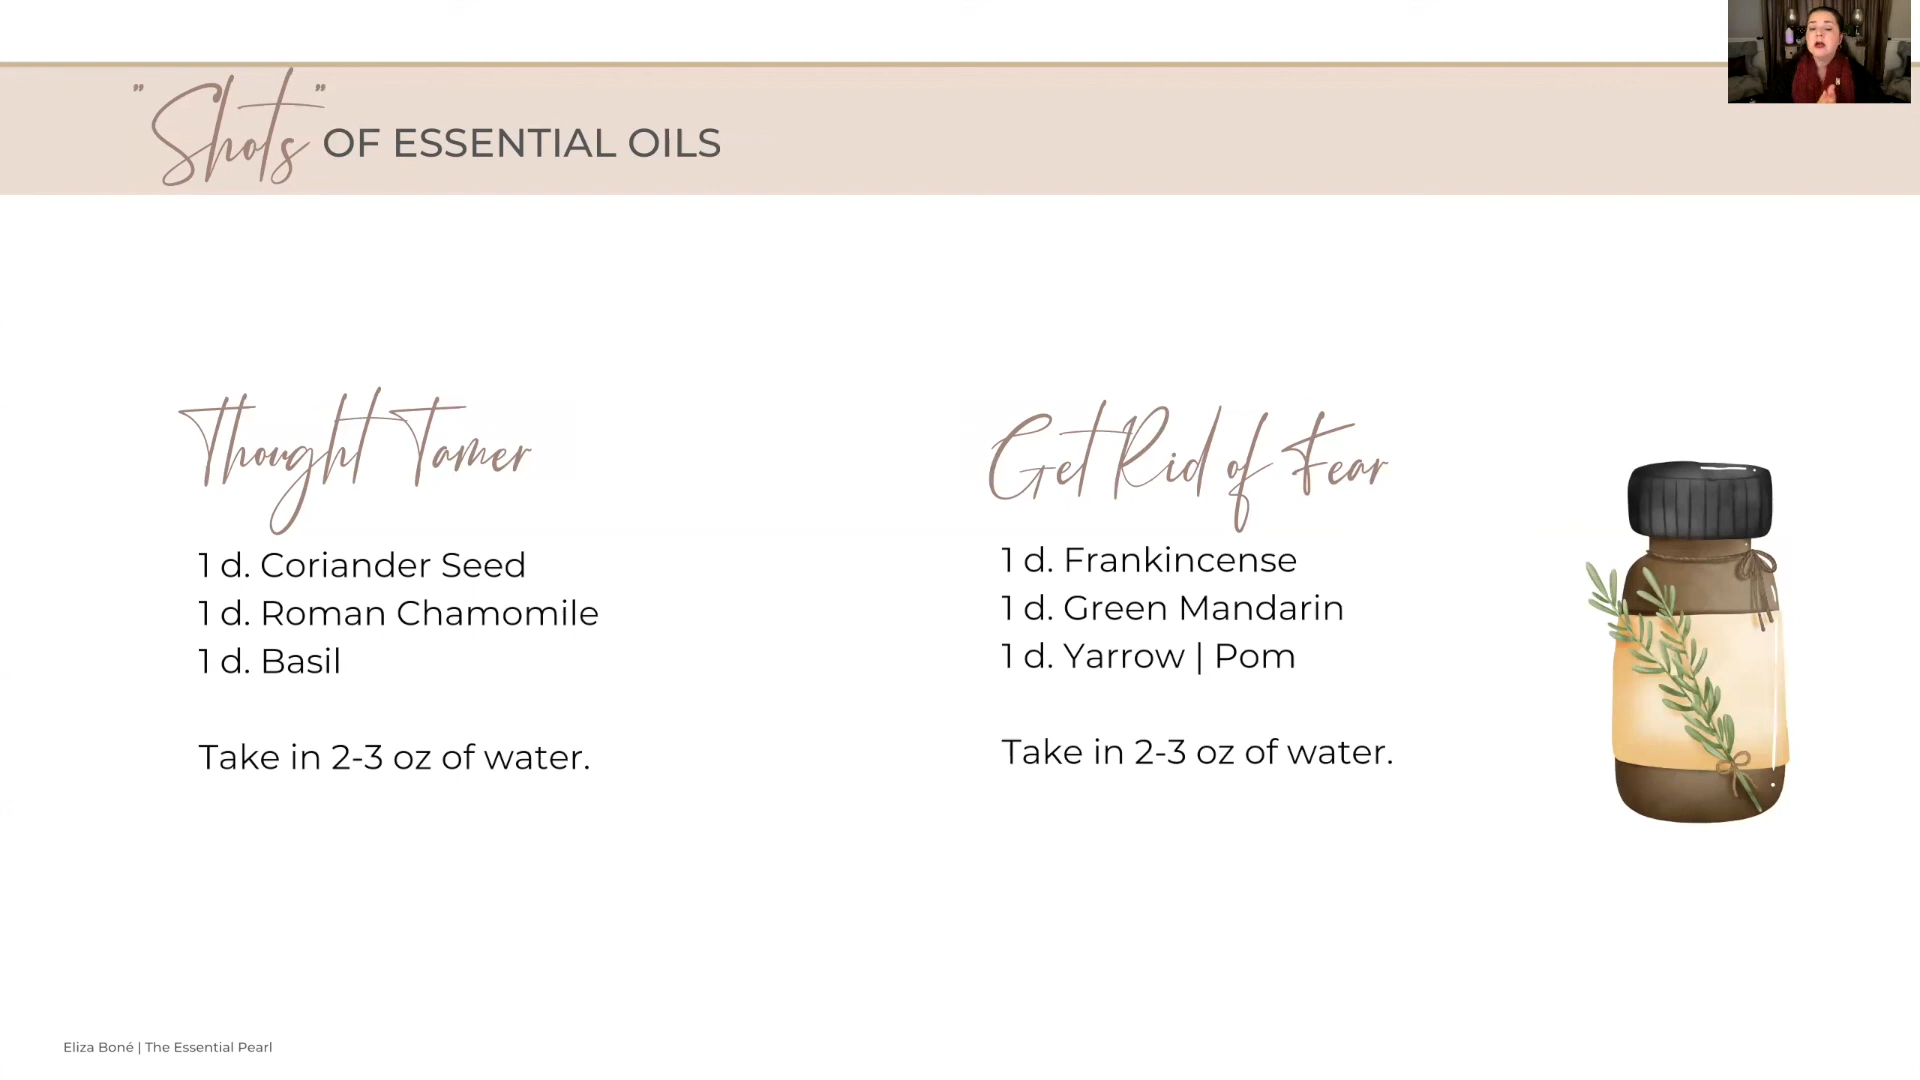 "Shots" OF ESSENTIAL OILS
Thought Tamer
1 d. Coriander Seed
1 d. Roman Chamomile
1 d. Basil
Take in 2-3 oz of water.
Get Rid of Fear
1 d. Frankincense
1 d. Green Mandarin
1 d. Yarrow | Pom
Take in 2-3 oz of water.
Eliza Boné | The Essential Pearl